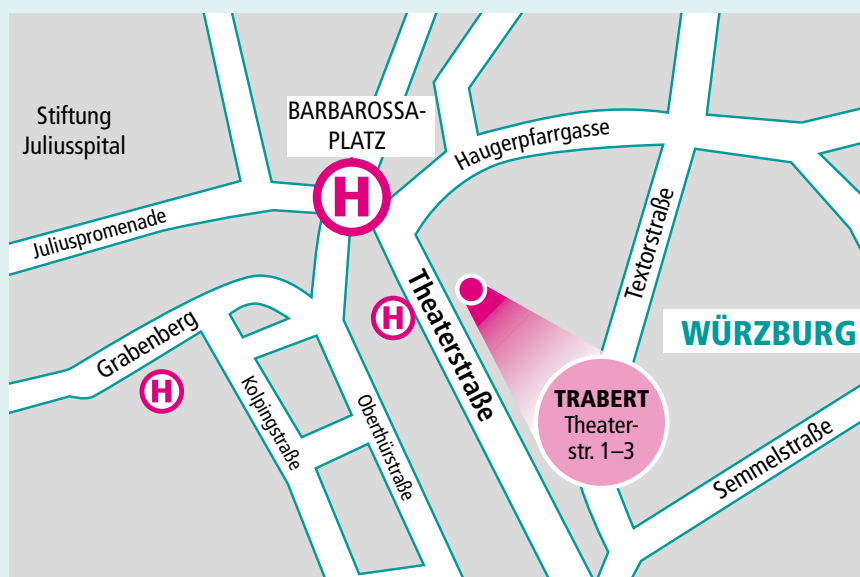 Stiftung
Juliusspital
BARBAROSSA-
PLATZ
H
Haugerpfarrgasse
Juliuspromenade
Textorstraße
Theaterstraße
H
WÜRZBURG
Grabenberg
H
Kolpingstraße
Oberthürstraße
TRABERT
Theater-
str. 1–3
Semmelstraße